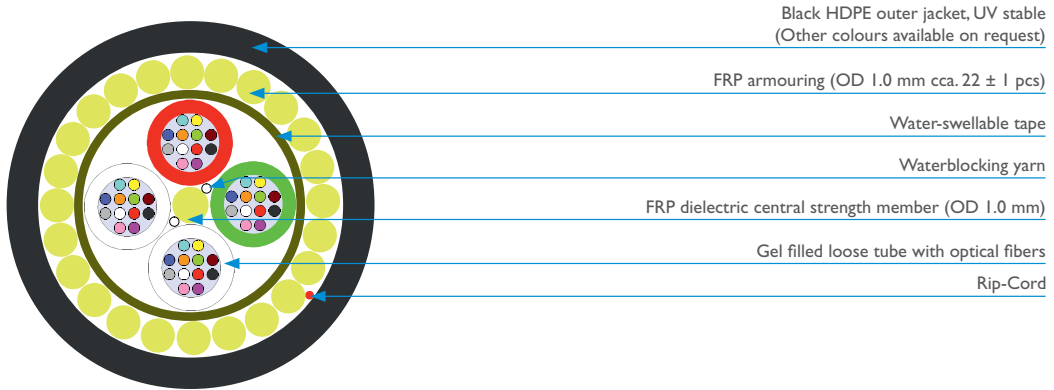 Black HDPE outer jacket, UV stable
(Other colours available on request)
FRP armouring (OD 1.0 mm cca. 22 ± 1 pcs)
Water-swellable tape
Waterblocking yarn
FRP dielectric central strength member (OD 1.0 mm)
Gel filled loose tube with optical fibers
Rip-Cord